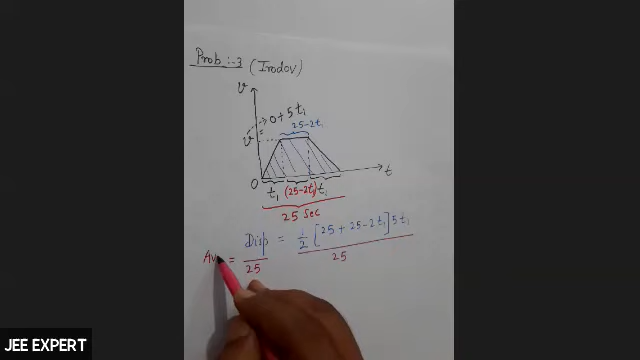 Prob :- 3 (Irodov)
v
v → 0 + 5t₁
25-2t₁
O
t
t₁ (25-2t₁) t₁
25 sec
Av = Disp / 25 = 1/2 [25 + 25 - 2t₁] 5t₁ / 25
JEE EXPERT